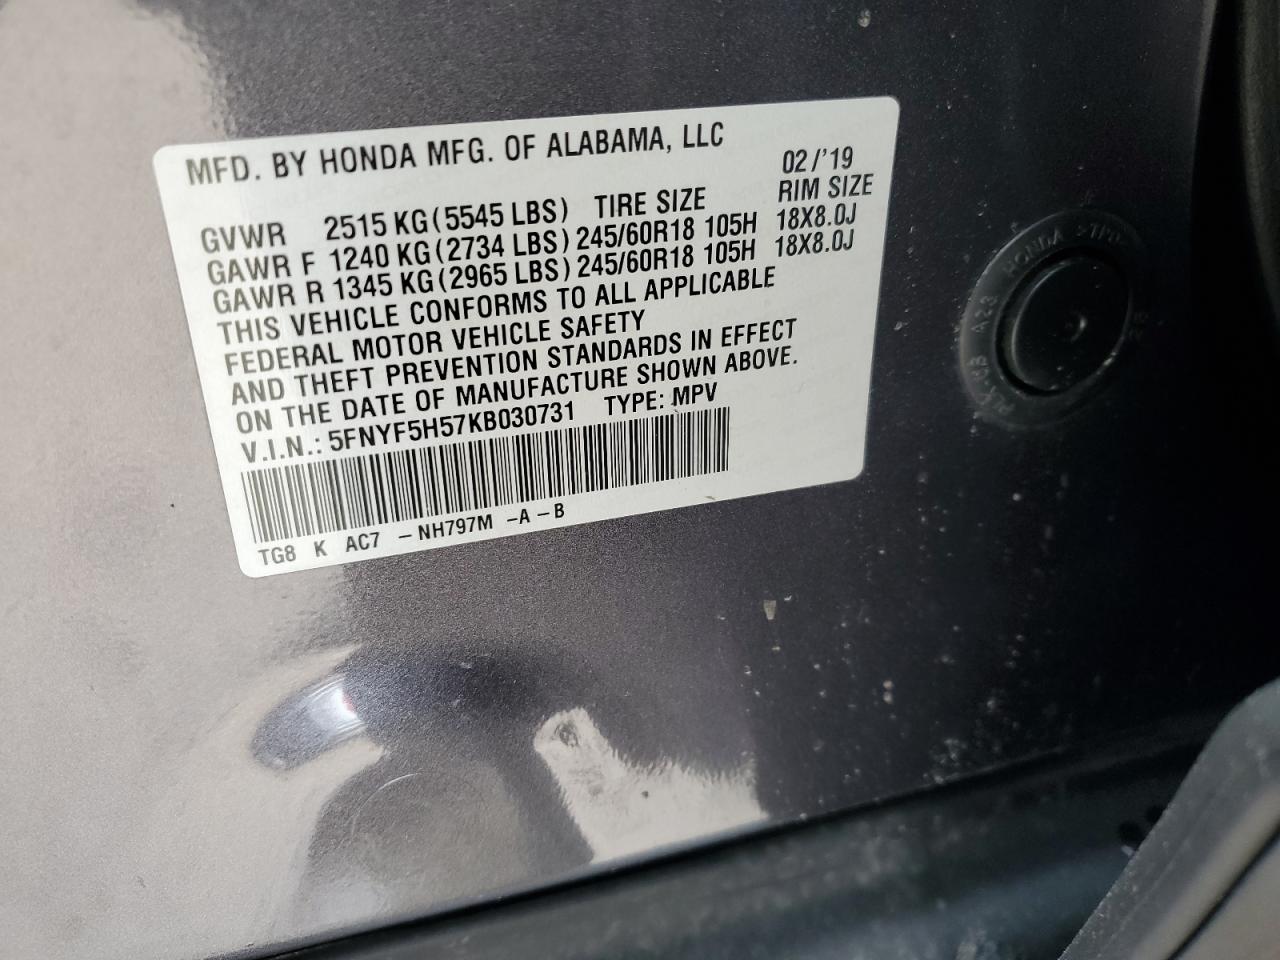 MFD. BY HONDA MFG. OF ALABAMA, LLC
02/'19
GVWR 2515 KG (5545 LBS) TIRE SIZE RIM SIZE
GAWR F 1240 KG (2734 LBS) 245/60R18 105H 18X8.0J
GAWR R 1345 KG (2965 LBS) 245/60R18 105H 18X8.0J
THIS VEHICLE CONFORMS TO ALL APPLICABLE
FEDERAL MOTOR VEHICLE SAFETY
AND THEFT PREVENTION STANDARDS IN EFFECT
ON THE DATE OF MANUFACTURE SHOWN ABOVE.
V.I.N.: 5FNYF5H57KB030731 TYPE: MPV
TG8 K AC7 -NH797M -A-B
HONDA
A23